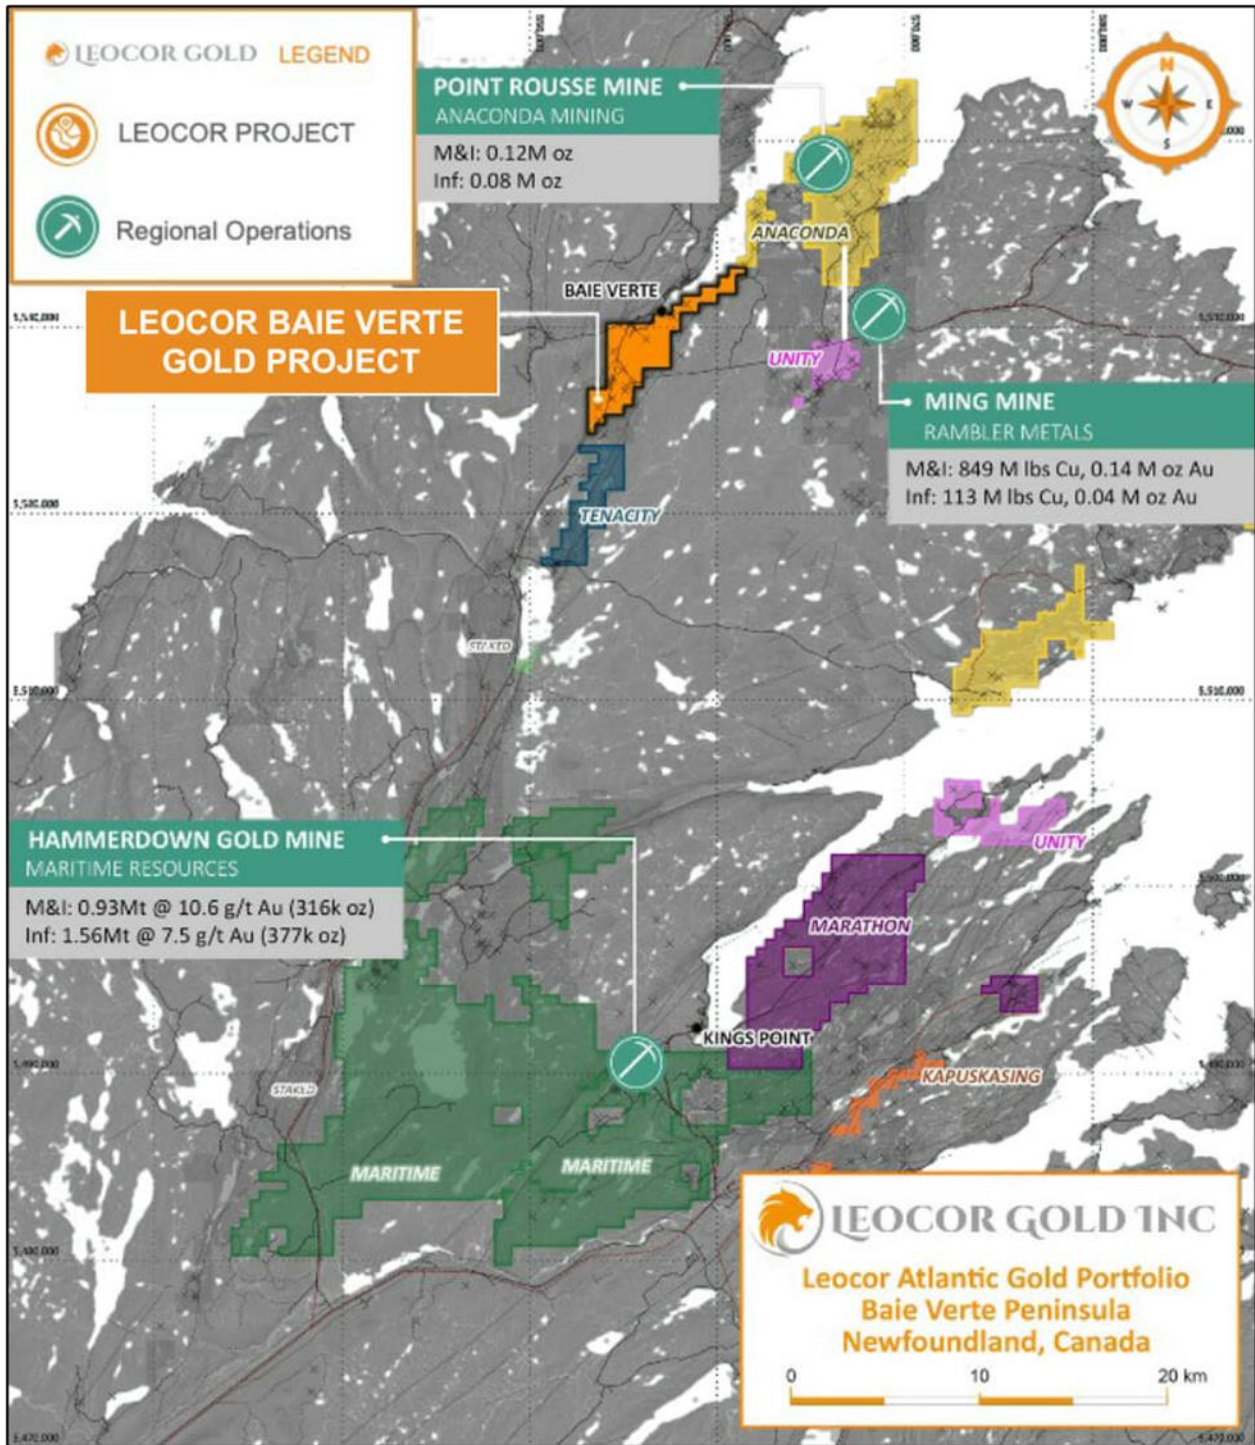 LEOCOR GOLD LEGEND
LEOCOR PROJECT
Regional Operations
N
W
E
S
POINT ROUSSE MINE
ANACONDA MINING
M&I: 0.12M oz
Inf: 0.08 M oz
ANACONDA
BAIE VERTE
LEOCOR BAIE VERTE
GOLD PROJECT
UNITY
MING MINE
RAMBLER METALS
M&I: 849 M lbs Cu, 0.14 M oz Au
Inf: 113 M lbs Cu, 0.04 M oz Au
TENACITY
STAKED
HAMMERDOWN GOLD MINE
MARITIME RESOURCES
M&I: 0.93Mt @ 10.6 g/t Au (316k oz)
Inf: 1.56Mt @ 7.5 g/t Au (377k oz)
UNITY
MARATHON
KINGS POINT
KAPUSKASING
STAKED
MARITIME
MARITIME
LEOCOR GOLD INC
Leocor Atlantic Gold Portfolio
Baie Verte Peninsula
Newfoundland, Canada
0 10 20 km